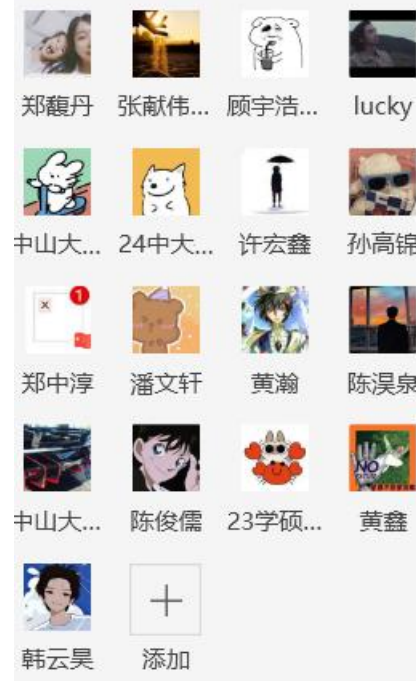 郑馥丹 张献伟... 顾宇浩... lucky
中山大... 24中大... 许宏鑫 孙高锦
1
郑中淳 潘文轩 黄瀚 陈淏泉
NO
中山大... 陈俊儒 23学硕... 黄鑫
韩云昊 添加